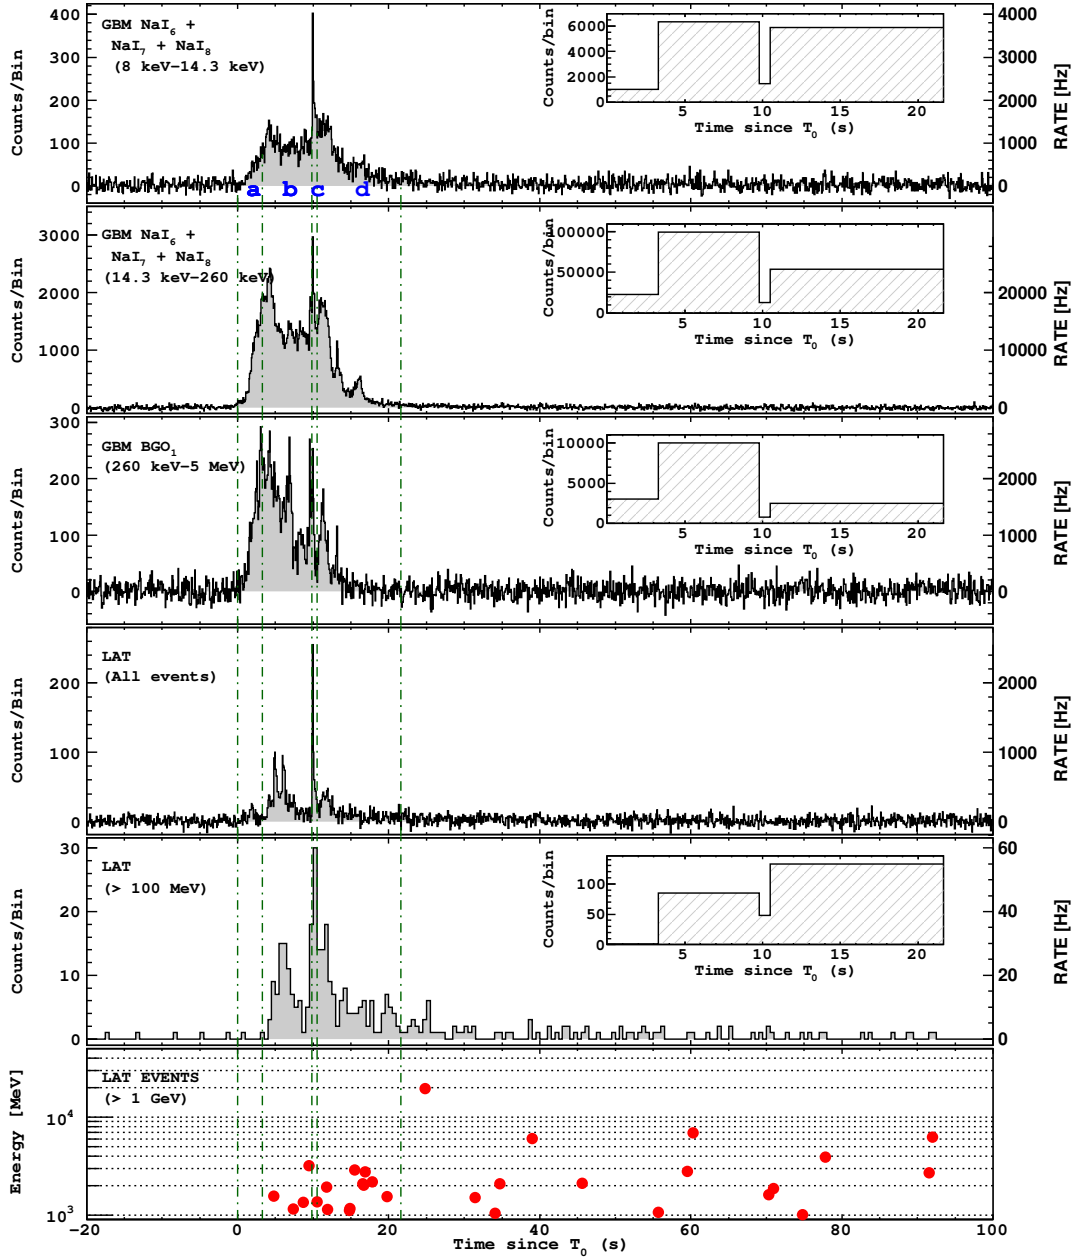 GBM NaI₆ +
NaI₇ + NaI₈
(8 keV-14.3 keV)
Counts/Bin
400
300
200
100
0
RATE [Hz]
4000
3000
2000
1000
0
a b c d
Counts/bin
6000
4000
2000
0
5 10 15 20
Time since T₀ (s)
GBM NaI₆ +
NaI₇ + NaI₈
(14.3 keV-260 keV)
Counts/Bin
3000
2000
1000
0
RATE [Hz]
20000
10000
0
Counts/bin
100000
50000
0
5 10 15 20
Time since T₀ (s)
GBM BGO₁
(260 keV-5 MeV)
Counts/Bin
300
200
100
0
RATE [Hz]
2000
1000
0
Counts/bin
10000
5000
0
5 10 15 20
Time since T₀ (s)
LAT
(All events)
Counts/Bin
200
100
0
RATE [Hz]
2000
1000
0
LAT
(> 100 MeV)
Counts/Bin
30
20
10
0
RATE [Hz]
60
40
20
0
Counts/bin
100
50
0
5 10 15 20
Time since T₀ (s)
LAT EVENTS
(> 1 GeV)
Energy [MeV]
10⁴
10³
-20 0 20 40 60 80 100
Time since T₀ (s)